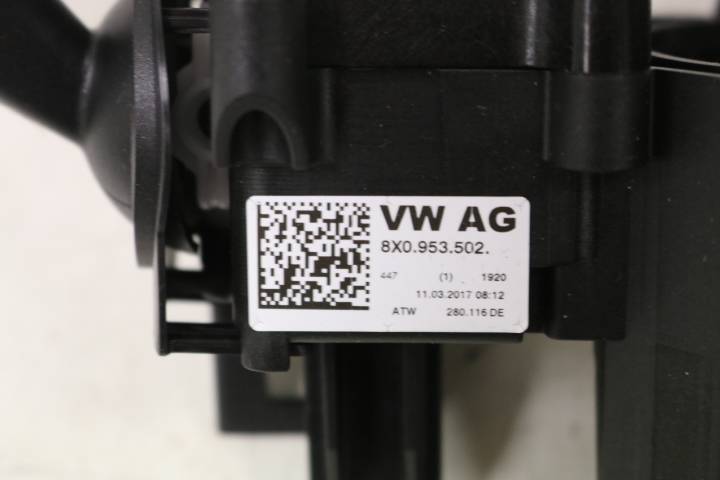 VW AG
8X0.953.502.
447 (1) 1920
11.03.2017 08:12
ATW 280.116 DE